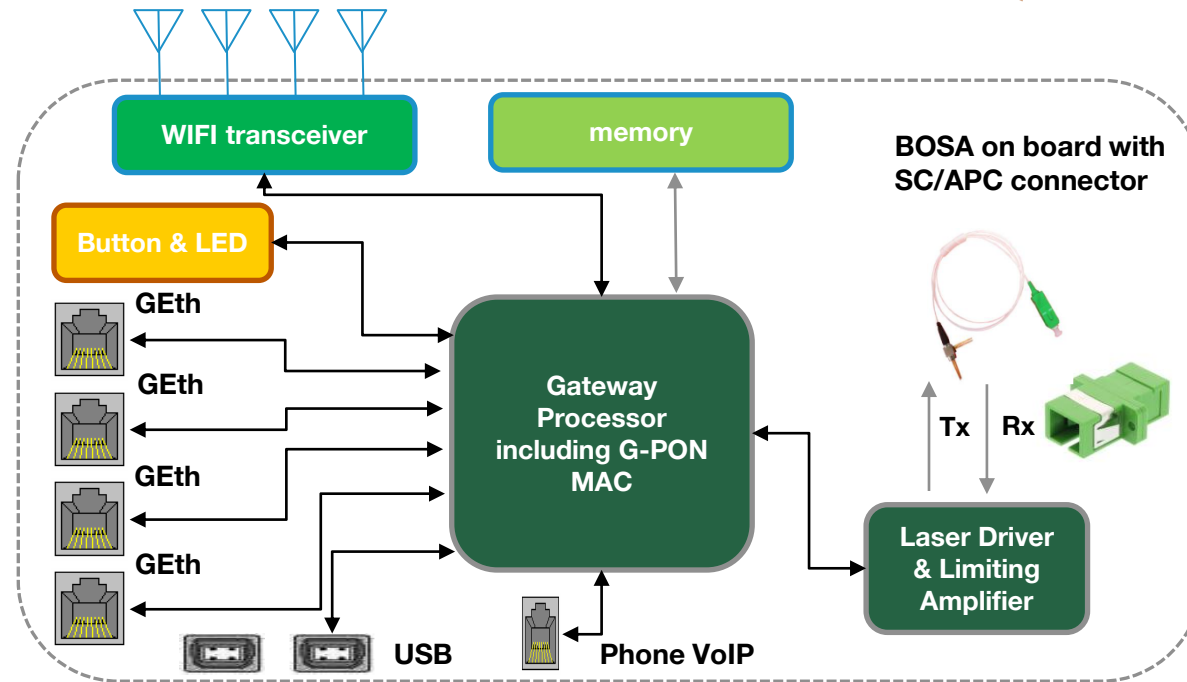 WIFI transceiver
memory
BOSA on board with
SC/APC connector
Button & LED
GEth
GEth
GEth
GEth
Gateway
Processor
including G-PON
MAC
Tx
Rx
Laser Driver
& Limiting
Amplifier
USB
Phone VoIP